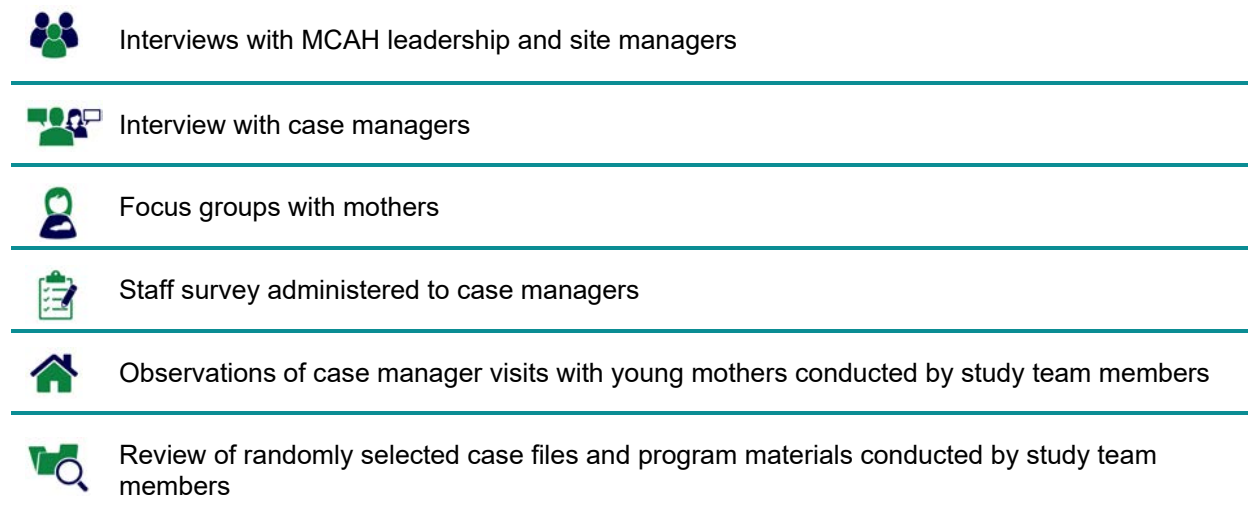 Interviews with MCAH leadership and site managers
Interview with case managers
Focus groups with mothers
Staff survey administered to case managers
Observations of case manager visits with young mothers conducted by study team members
Review of randomly selected case files and program materials conducted by study team
members